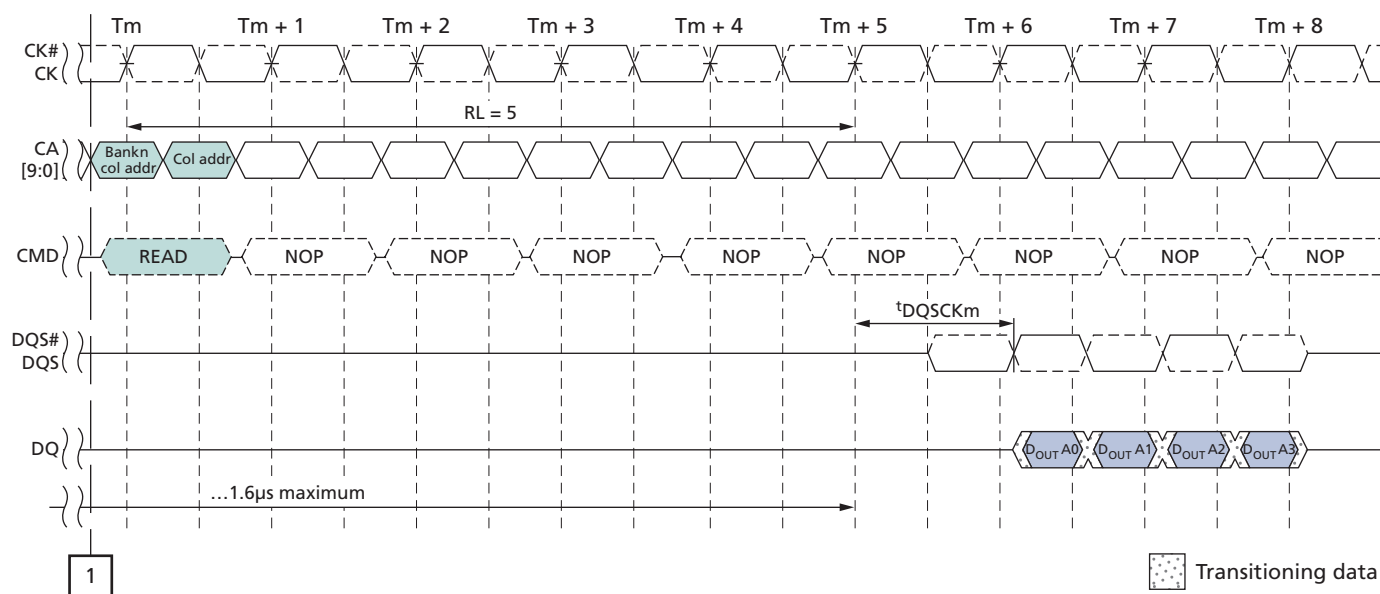 Tm Tm + 1 Tm + 2 Tm + 3 Tm + 4 Tm + 5 Tm + 6 Tm + 7 Tm + 8
CK#
CK
RL = 5
CA
[9:0]
Bankn
col addr
Col addr
CMD READ NOP NOP NOP NOP NOP NOP NOP NOP
tDQSCKm
DQS#
DQS
DQ DOUT A0 DOUT A1 DOUT A2 DOUT A3
...1.6µs maximum
1
Transitioning data